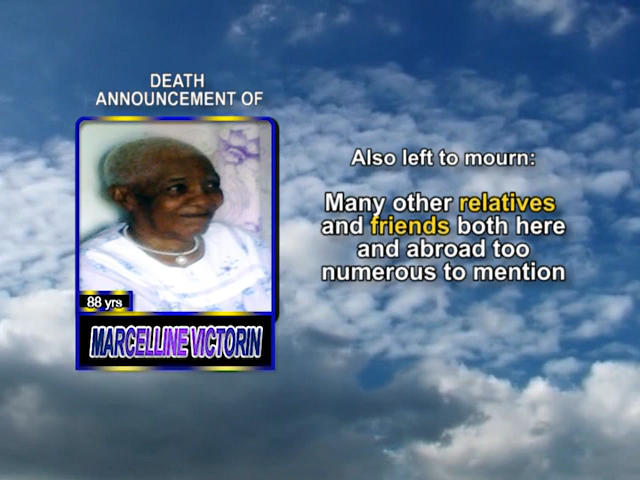 DEATH
ANNOUNCEMENT OF
88 yrs
MARCELLINE VICTORIN
Also left to mourn:
Many other relatives
and friends both here
and abroad too
numerous to mention